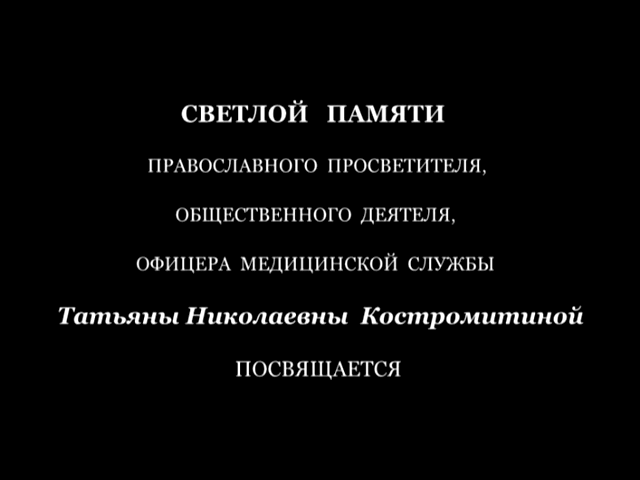 СВЕТЛОЙ ПАМЯТИ
ПРАВОСЛАВНОГО ПРОСВЕТИТЕЛЯ,
ОБЩЕСТВЕННОГО ДЕЯТЕЛЯ,
ОФИЦЕРА МЕДИЦИНСКОЙ СЛУЖБЫ
Татьяны Николаевны Костромитиной
ПОСВЯЩАЕТСЯ